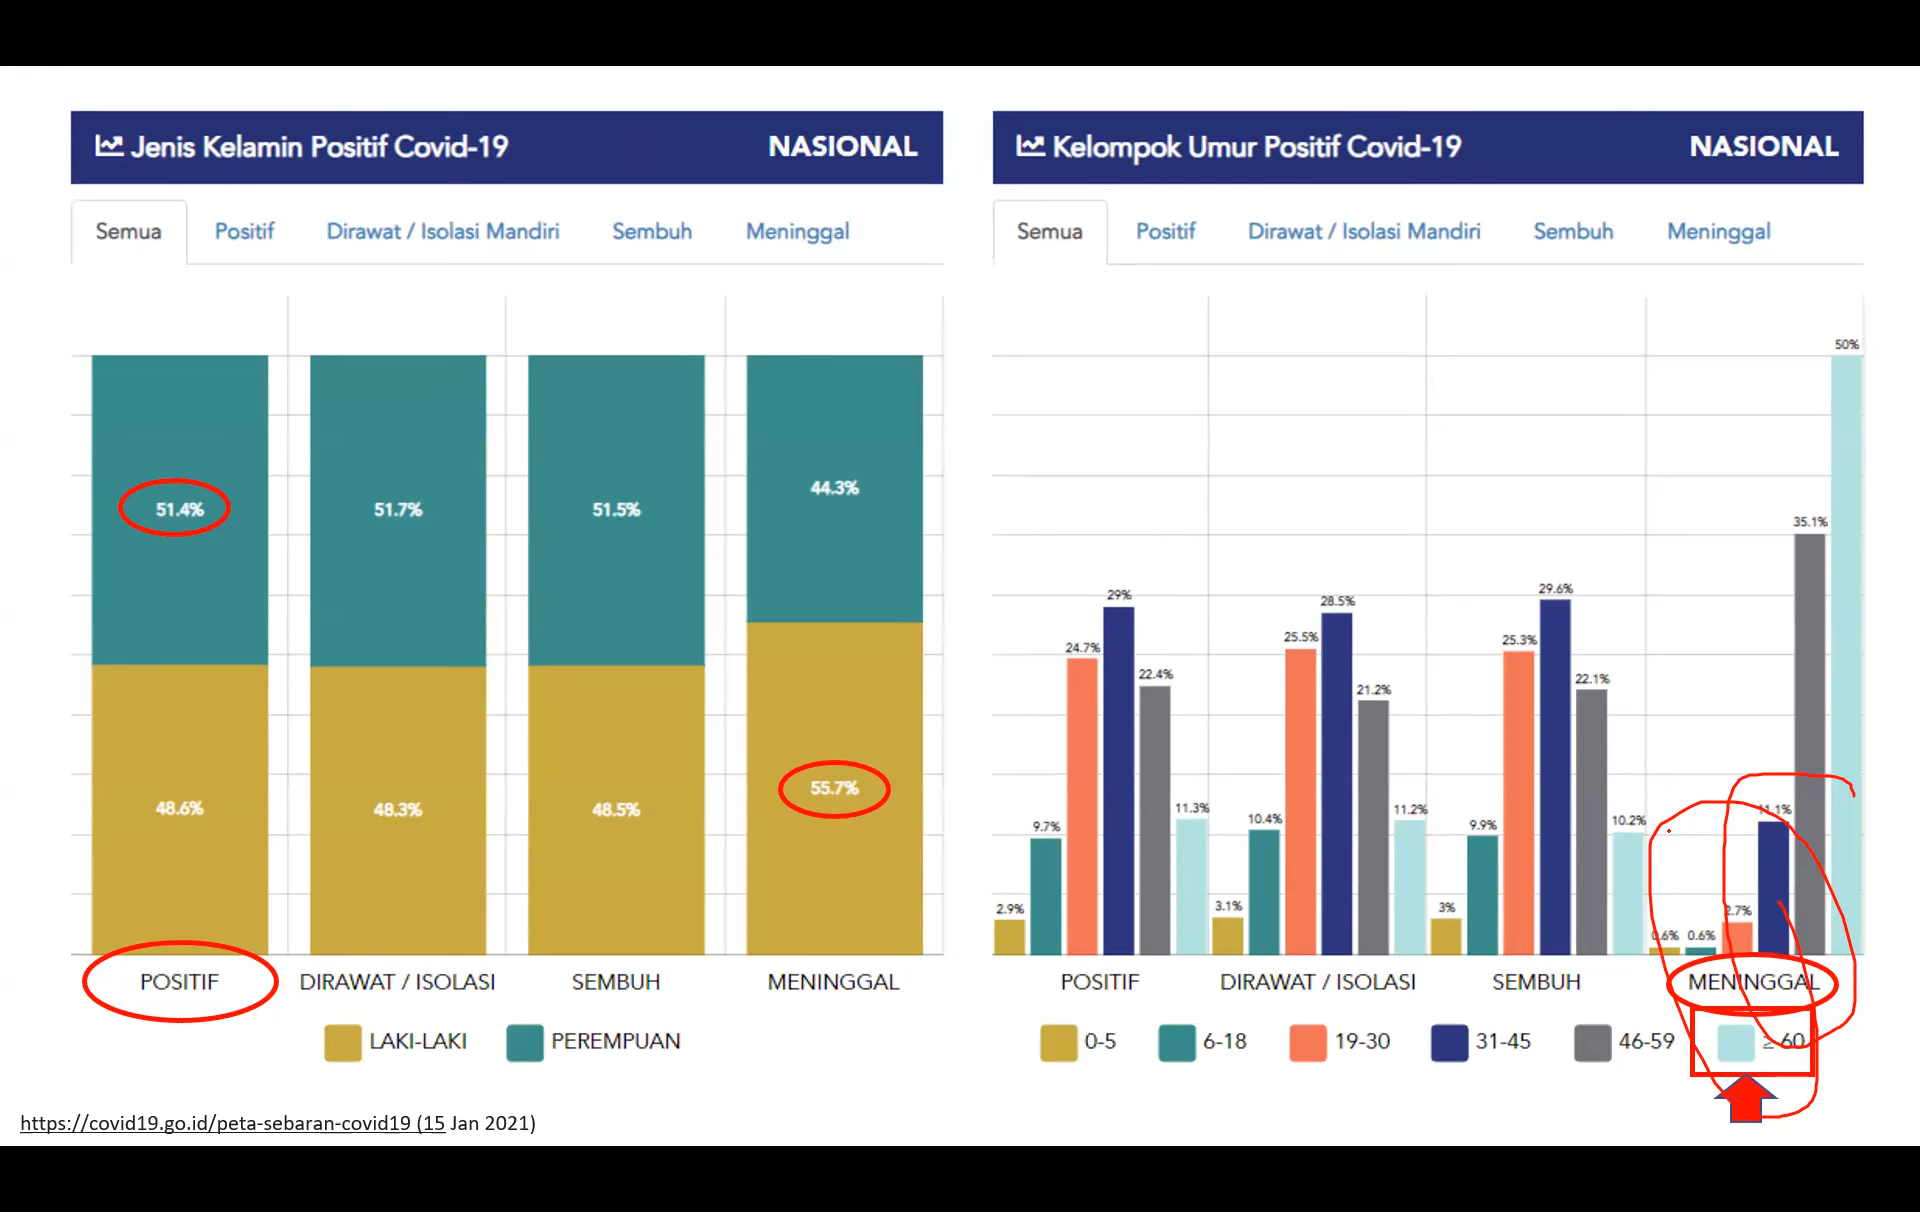 Jenis Kelamin Positif Covid-19 NASIONAL
Semua Positif Dirawat / Isolasi Mandiri Sembuh Meninggal
51.4% 51.7% 51.5% 44.3%
48.6% 48.3% 48.5% 55.7%
POSITIF DIRAWAT / ISOLASI SEMBUH MENINGGAL
LAKI-LAKI PEREMPUAN
Kelompok Umur Positif Covid-19 NASIONAL
Semua Positif Dirawat / Isolasi Mandiri Sembuh Meninggal
2.9% 9.7% 24.7% 29% 22.4% 11.3%
3.1% 10.4% 25.5% 28.5% 21.2% 11.2%
3% 9.9% 25.3% 29.6% 22.1% 10.2%
0.6% 0.6% 2.7% 11.1% 35.1% 50%
POSITIF DIRAWAT / ISOLASI SEMBUH MENINGGAL
0-5 6-18 19-30 31-45 46-59 ≥ 60
https://covid19.go.id/peta-sebaran-covid19 (15 Jan 2021)